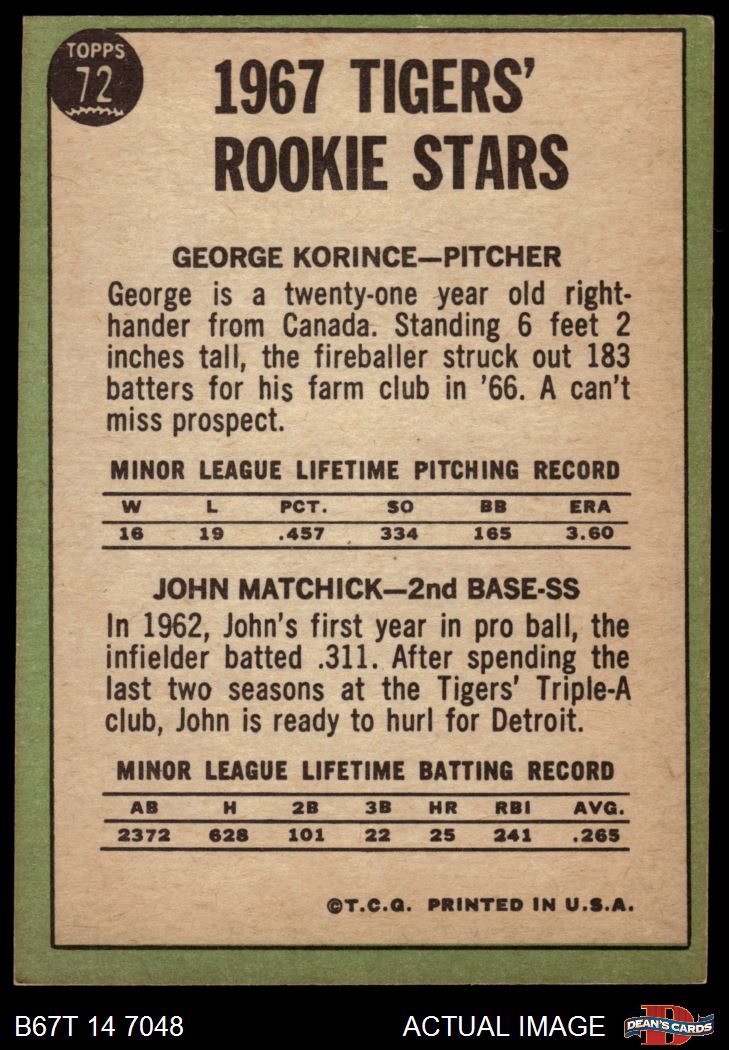 TOPPS
72
1967 TIGERS'
ROOKIE STARS
GEORGE KORINCE—PITCHER
George is a twenty-one year old right-
hander from Canada. Standing 6 feet 2
inches tall, the fireballer struck out 183
batters for his farm club in '66. A can't
miss prospect.
MINOR LEAGUE LIFETIME PITCHING RECORD
W L PCT. SO BB ERA
16 19 .457 334 165 3.60
JOHN MATCHICK—2nd BASE-SS
In 1962, John's first year in pro ball, the
infielder batted .311. After spending the
last two seasons at the Tigers' Triple-A
club, John is ready to hurl for Detroit.
MINOR LEAGUE LIFETIME BATTING RECORD
AB H 2B 3B HR RBI AVG.
2372 628 101 22 25 241 .265
©T.C.G. PRINTED IN U.S.A.
B67T 14 7048 ACTUAL IMAGE DEAN'S CARDS